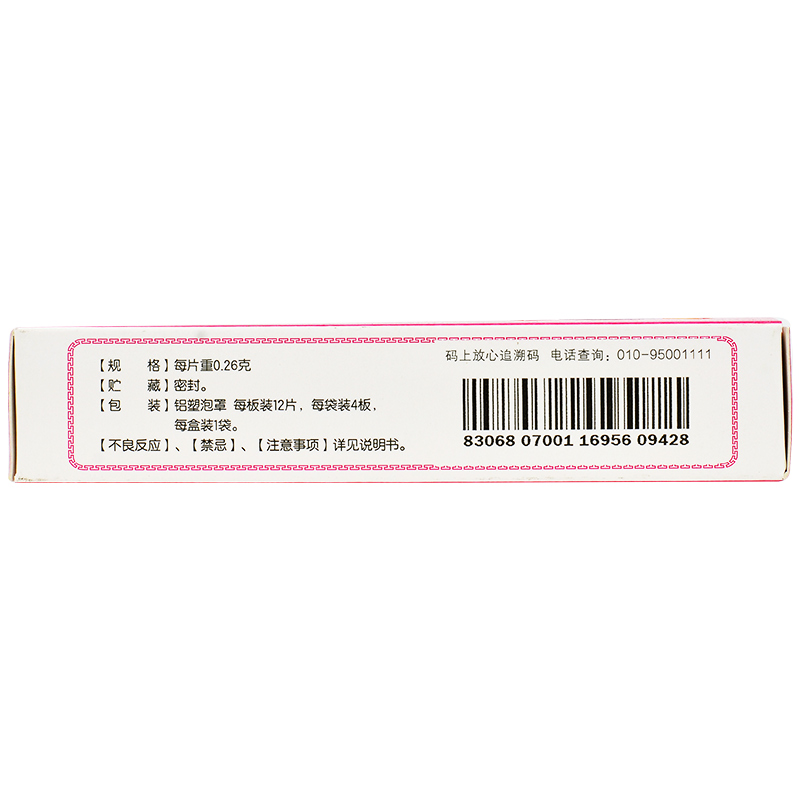 【规 格】每片重0.26克
【贮 藏】密封。
【包 装】铝塑泡罩 每板装12片，每袋装4板，
每盒装1袋。
【不良反应】、【禁忌】、【注意事项】详见说明书。
码上放心追溯码 电话查询：010-95001111
83068 07001 16956 09428